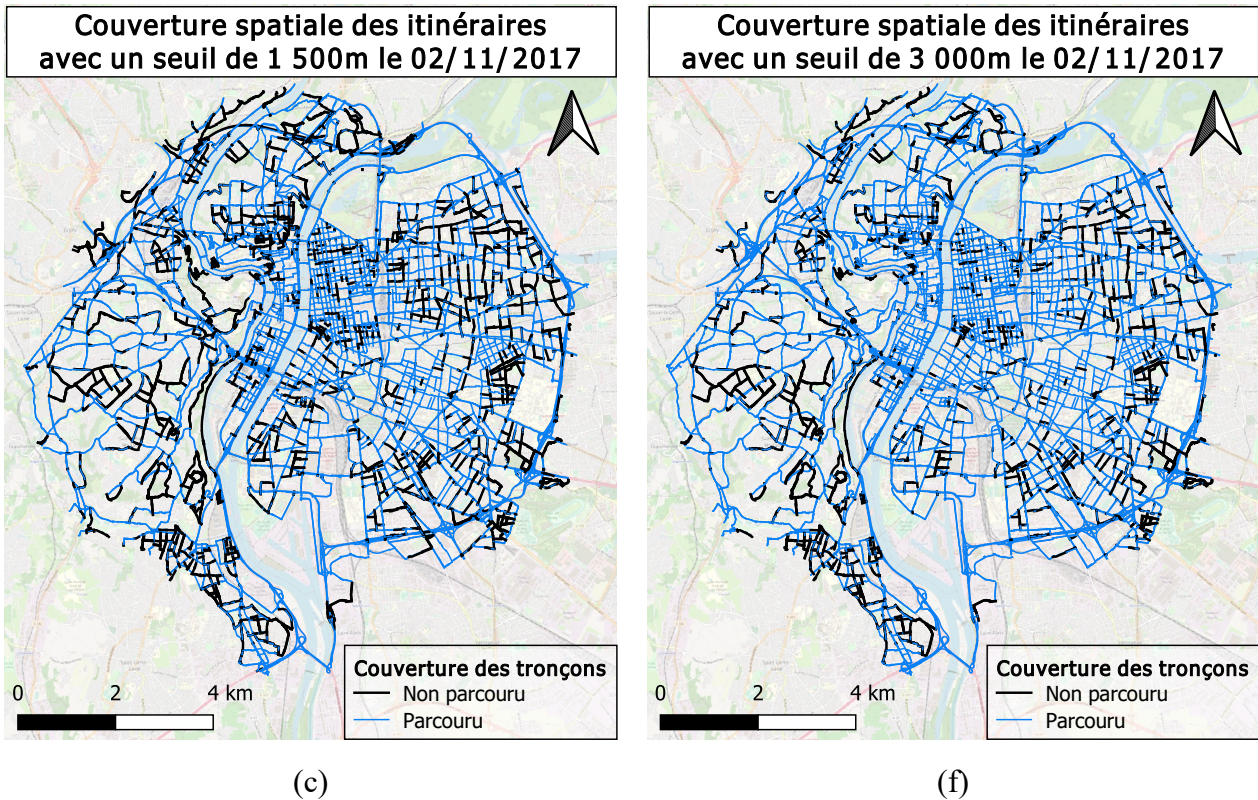 Couverture spatiale des itinéraires
avec un seuil de 1 500m le 02/11/2017
Couverture des tronçons
Non parcouru
Parcouru
0 2 4 km
(c)
Couverture spatiale des itinéraires
avec un seuil de 3 000m le 02/11/2017
Couverture des tronçons
Non parcouru
Parcouru
0 2 4 km
(f)